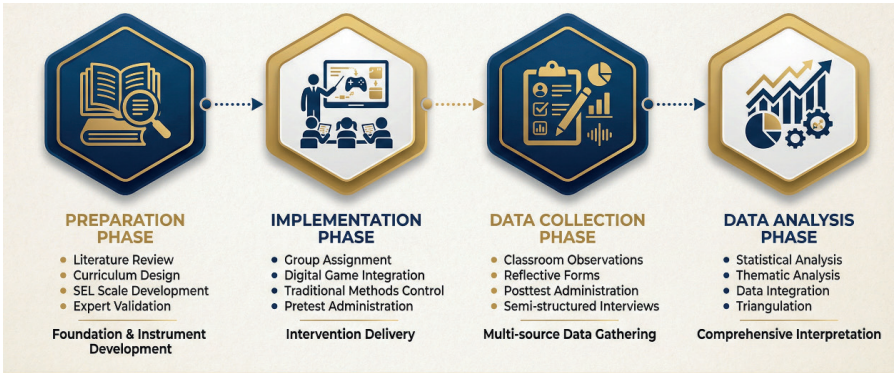 PREPARATION
PHASE
Literature Review
Curriculum Design
SEL Scale Development
Expert Validation
Foundation & Instrument
Development
IMPLEMENTATION
PHASE
Group Assignment
Digital Game Integration
Traditional Methods Control
Pretest Administration
Intervention Delivery
DATA COLLECTION
PHASE
Classroom Observations
Reflective Forms
Posttest Administration
Semi-structured Interviews
Multi-source Data Gathering
DATA ANALYSIS
PHASE
Statistical Analysis
Thematic Analysis
Data Integration
Triangulation
Comprehensive Interpretation